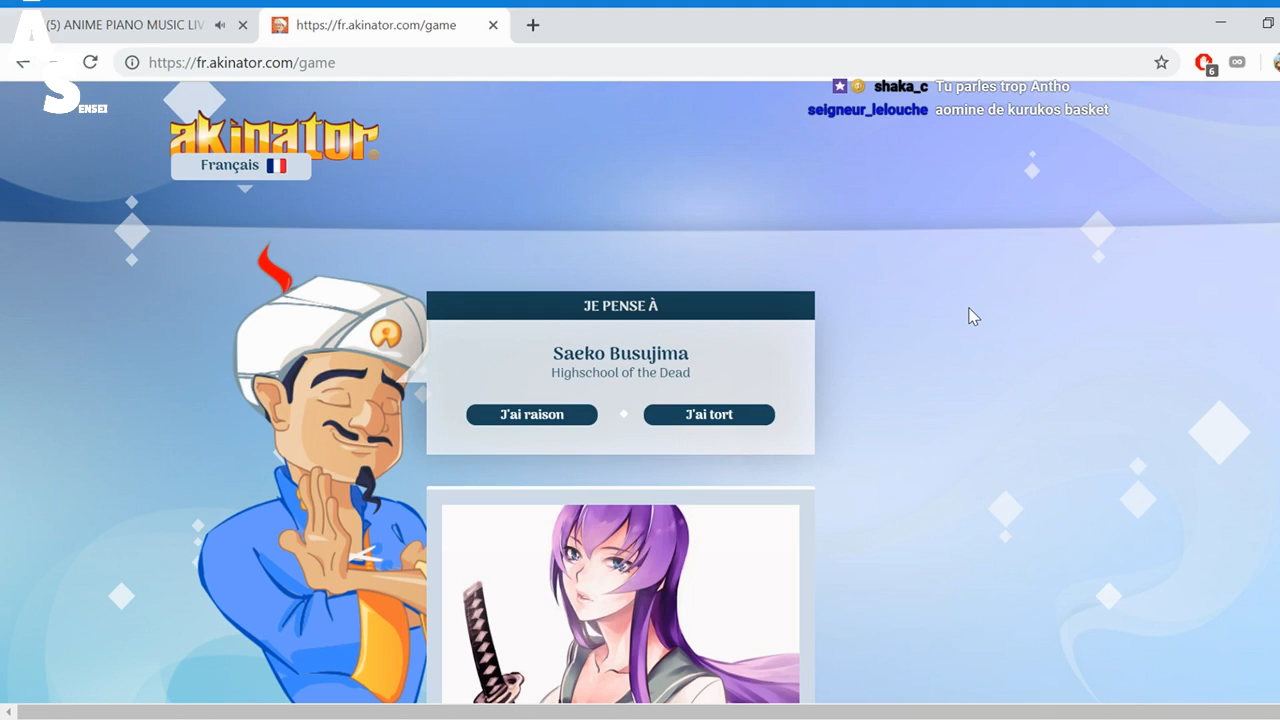 (5) ANIME PIANO MUSIC LIV
https://fr.akinator.com/game
https://fr.akinator.com/game
6
A
SENSEI
shaka_c Tu parles trop Antho
seigneur_lelouche aomine de kurukos basket
akinator
Français
JE PENSE À
Saeko Busujima
Highschool of the Dead
J'ai raison
J'ai tort